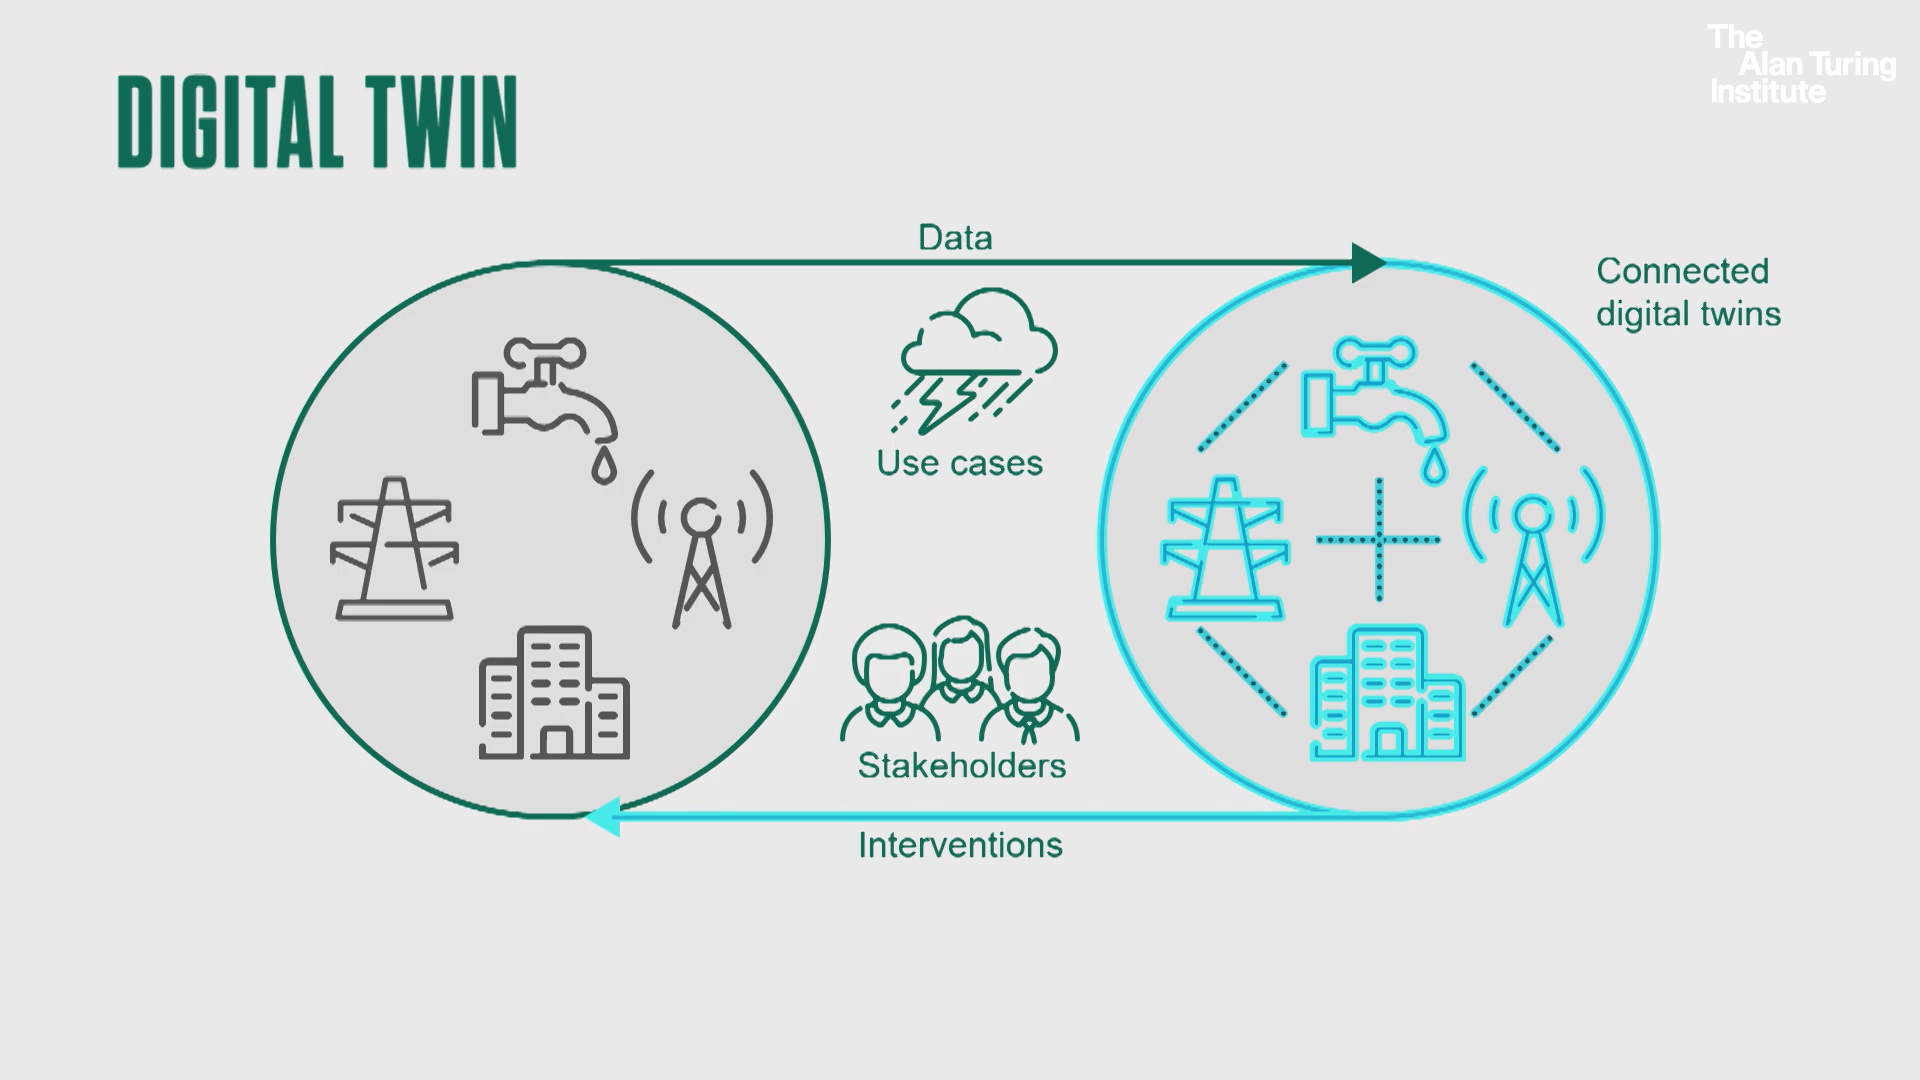 The
Alan Turing
Institute
DIGITAL TWIN
Data
Connected
digital twins
Use cases
Stakeholders
Interventions